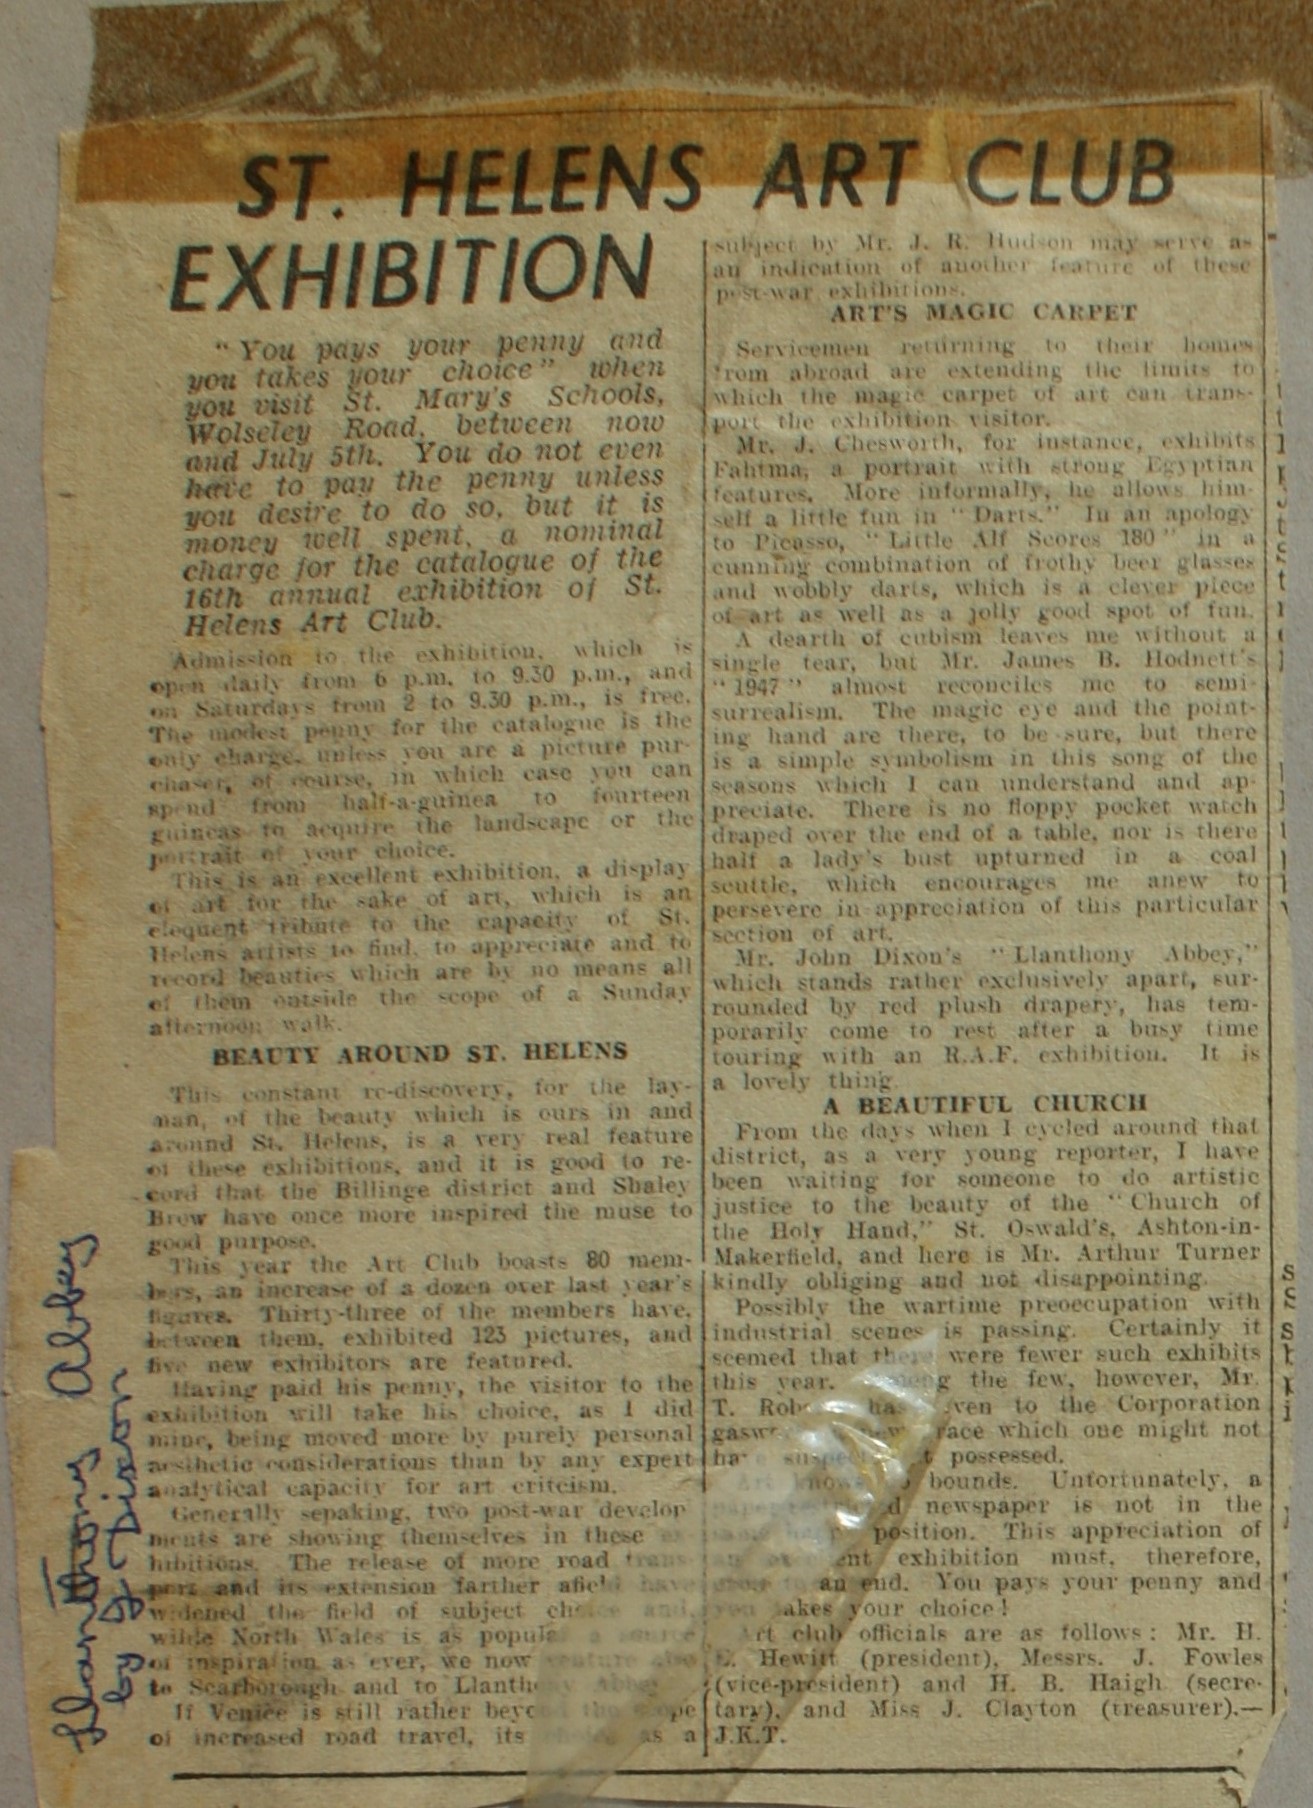 ST. HELENS ART CLUB
EXHIBITION
"You pays your penny and
you takes your choice" when
you visit St. Mary's Schools,
Wolseley Road, between now
and July 5th. You do not even
have to pay the penny unless
you desire to do so, but it is
money well spent, a nominal
charge for the catalogue of the
16th annual exhibition of St.
Helens Art Club.
Admission to the exhibition, which is
open daily from 6 p.m. to 9.30 p.m., and
on Saturdays from 2 to 9.30 p.m., is free.
The modest penny for the catalogue is the
only charge, unless you are a picture pur-
chaser, of course, in which case you can
spend from half-a-guinea to fourteen
guineas to acquire the landscape or the
portrait of your choice.
This is an excellent exhibition, a display
of art for the sake of art, which is an
eloquent tribute to the capacity of St.
Helens artists to find, to appreciate and to
record beauties which are by no means all
of them outside the scope of a Sunday
afternoon walk.
BEAUTY AROUND ST. HELENS
This constant re-discovery, for the lay-
man, of the beauty which is ours in and
around St. Helens, is a very real feature
of these exhibitions, and it is good to re-
cord that the Billinge district and Shaley
Brow have once more inspired the muse to
good purpose.
This year the Art Club boasts 80 mem-
bers, an increase of a dozen over last year's
figures. Thirty-three of the members have,
between them, exhibited 123 pictures, and
five new exhibitors are featured.
Having paid his penny, the visitor to the
exhibition will take his choice, as I did
mine, being moved more by purely personal
aesthetic considerations than by any expert
analytical capacity for art critcism.
Generally sepaking, two post-war develop
ments are showing themselves in these ex-
hibitions. The release of more road trans-
port and its extension farther afield have
widened the field of subject choice and,
while North Wales is as popular a source
of inspiration as ever, we now venture also
to Scarborough and to Llanthony Abbey
If Venice is still rather beyond the scope
of increased road travel, its choice as a
subject by Mr. J. R. Hudson may serve as
an indication of another feature of these
post-war exhibitions.
ART'S MAGIC CARPET
Servicemen returning to their homes
from abroad are extending the limits to
which the magic carpet of art can trans-
port the exhibition visitor.
Mr. J. Chesworth, for instance, exhibits
Fahtma, a portrait with strong Egyptian
features. More informally, he allows him-
self a little fun in "Darts." In an apology
to Picasso, "Little Alf Scores 180" in a
cunning combination of frothy beer glasses
and wobbly darts, which is a clever piece
of art as well as a jolly good spot of fun.
A dearth of cubism leaves me without a
single tear, but Mr. James B. Hodnett's
"1947" almost reconciles me to semi-
surrealism. The magic eye and the point-
ing hand are there, to be sure, but there
is a simple symbolism in this song of the
seasons which I can understand and ap-
preciate. There is no floppy pocket watch
draped over the end of a table, nor is there
half a lady's bust upturned in a coal
scuttle, which encourages me anew to
persevere in appreciation of this particular
section of art.
Mr. John Dixon's "Llanthony Abbey,"
which stands rather exclusively apart, sur-
rounded by red plush drapery, has tem-
porarily come to rest after a busy time
touring with an R.A.F. exhibition. It is
a lovely thing.
A BEAUTIFUL CHURCH
From the days when I cycled around that
district, as a very young reporter, I have
been waiting for someone to do artistic
justice to the beauty of the "Church of
the Holy Hand," St. Oswald's, Ashton-in-
Makerfield, and here is Mr. Arthur Turner
kindly obliging and not disappointing.
Possibly the wartime preoccupation with
industrial scenes is passing. Certainly it
seemed that there were fewer such exhibits
this year. Among the few, however, Mr.
T. has given to the Corporation
which one might not
have possessed.
Art knows no bounds. Unfortunately, a
newspaper is not in the
position. This appreciation of
an excellent exhibition must, therefore,
come to an end. You pays your penny and
you takes your choice!
Art club officials are as follows: Mr. H.
Hewitt (president), Messrs. J. Fowles
(vice-president) and H. B. Haigh (secre-
tary), and Miss J. Clayton (treasurer).—
J.K.T.
Llanthony Abbey
by J Dixon